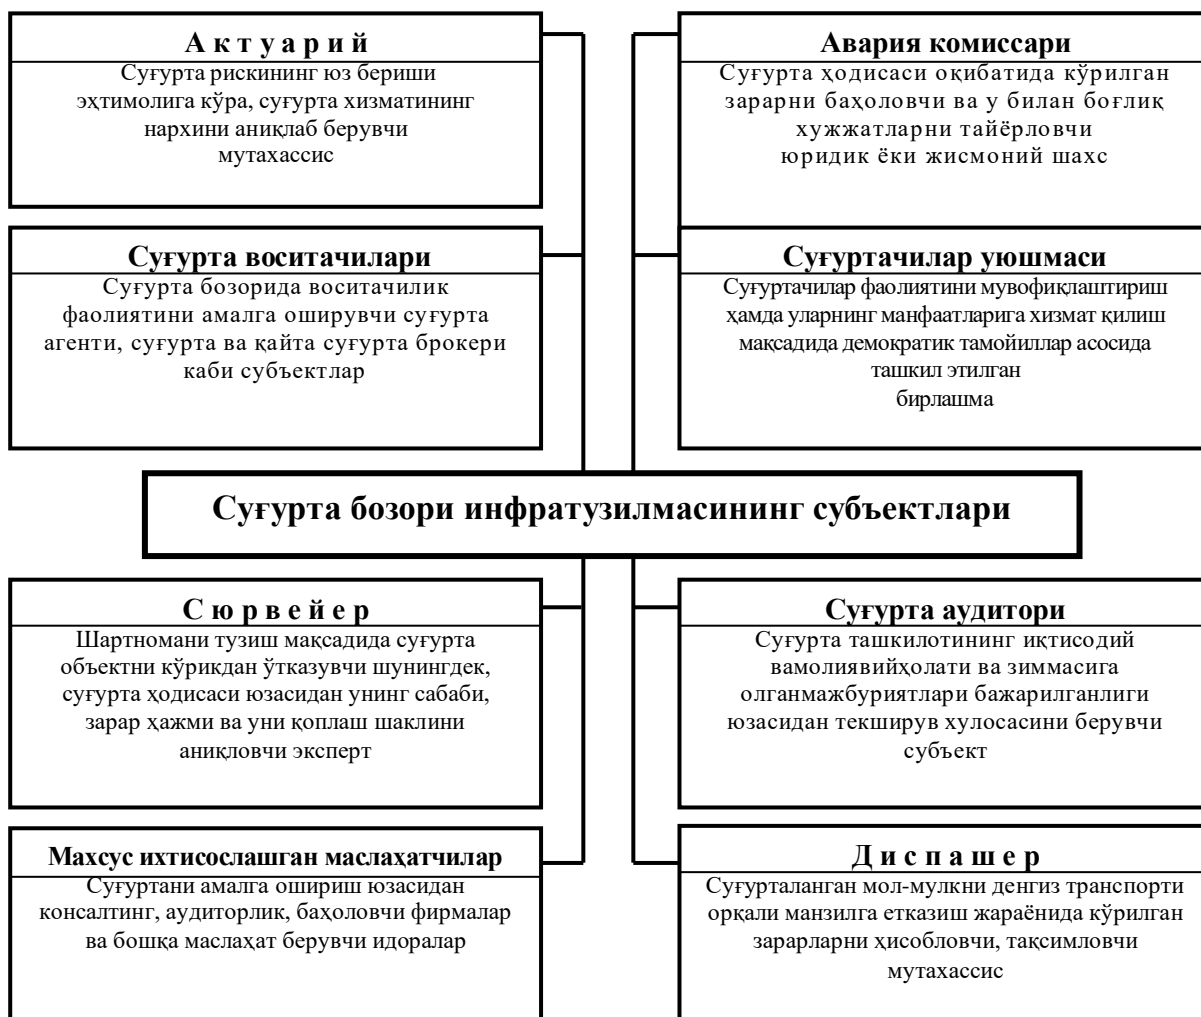 А к т у а р и й
Суғурта рискининг юз бериши
эҳтимолига кўра, суғурта хизматининг
нархини аниқлаб берувчи
мутахассис
Авария комиссари
Суғурта ҳодисаси оқибатида кўрилган
зарарни баҳоловчи ва у билан боғлиқ
хужжатларни тайёрловчи
юридик ёки жисмоний шахс
Суғурта воситачилари
Суғурта бозорида воситачилик
фаолиятини амалга оширувчи суғурта
агенти, суғурта ва қайта суғурта брокери
каби субъектлар
Суғуртачилар уюшмаси
Суғуртачилар фаолиятини мувофиқлаштириш
ҳамда уларнинг манфаатларига хизмат қилиш
мақсадида демократик тамойиллар асосида
ташкил этилган
бирлашма
Суғурта бозори инфратузилмасининг субъектлари
С ю р в е й е р
Шартномани тузиш мақсадида суғурта
объектни кўрикдан ўтказувчи шунингдек,
суғурта ҳодисаси юзасидан унинг сабаби,
зарар ҳажми ва уни қоплаш шаклини
аниқловчи эксперт
Суғурта аудитори
Суғурта ташкилотининг иқтисодий
вамолиявийҳолати ва зиммасига
олганмажбуриятлари бажарилганлиги
юзасидан текширув хулосасини берувчи
субъект
Махсус ихтисослашган маслаҳатчилар
Суғуртани амалга ошириш юзасидан
консалтинг, аудиторлик, баҳоловчи фирмалар
ва бошқа маслаҳат берувчи идоралар
Д и с п а ш е р
Суғурталанган мол-мулкни денгиз транспорти
орқали манзилга етказиш жараёнида кўрилган
зарарларни ҳисобловчи, тақсимловчи
мутахассис